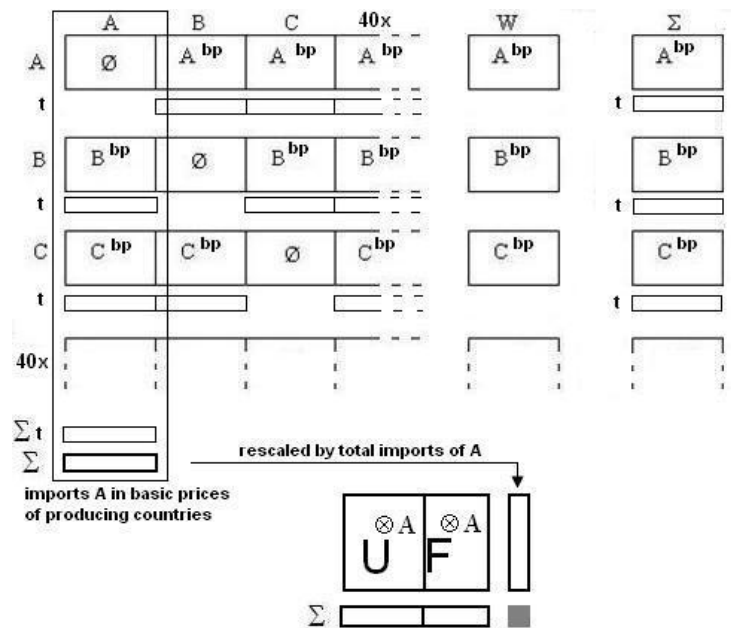 A B C 40x W Σ
A Ø A bp A bp A bp A bp A bp
t t
B B bp Ø B bp B bp B bp B bp
t t
C C bp C bp Ø C bp C bp C bp
t t
40x
Σ t
Σ
rescaled by total imports of A
imports A in basic prices
of producing countries
⊗ A ⊗ A
U F
Σ